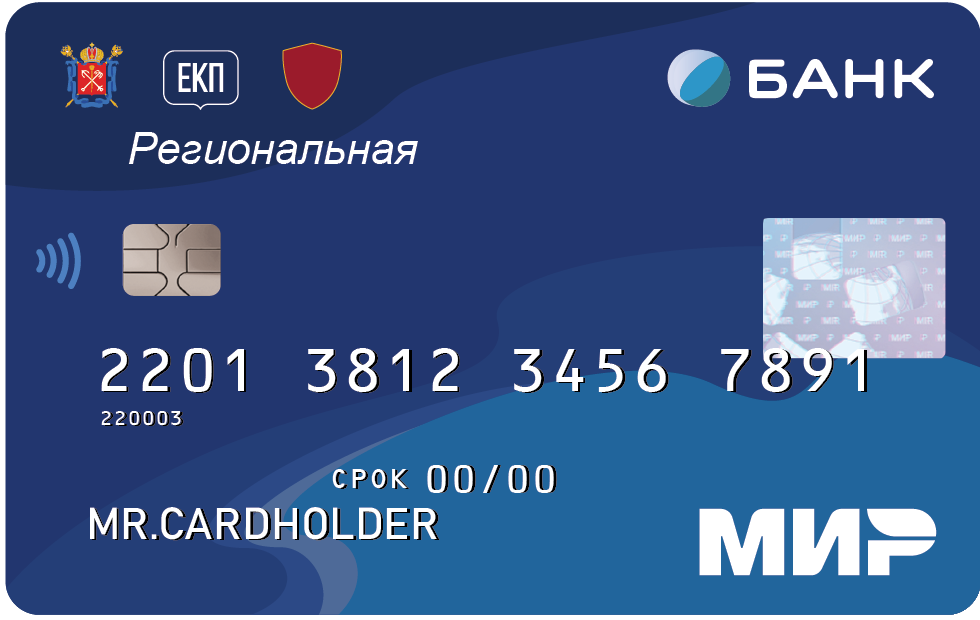 ЕКП
БАНК
Региональная
2201 3812 3456 7891
220003
СРОК 00/00
MR.CARDHOLDER
МИР